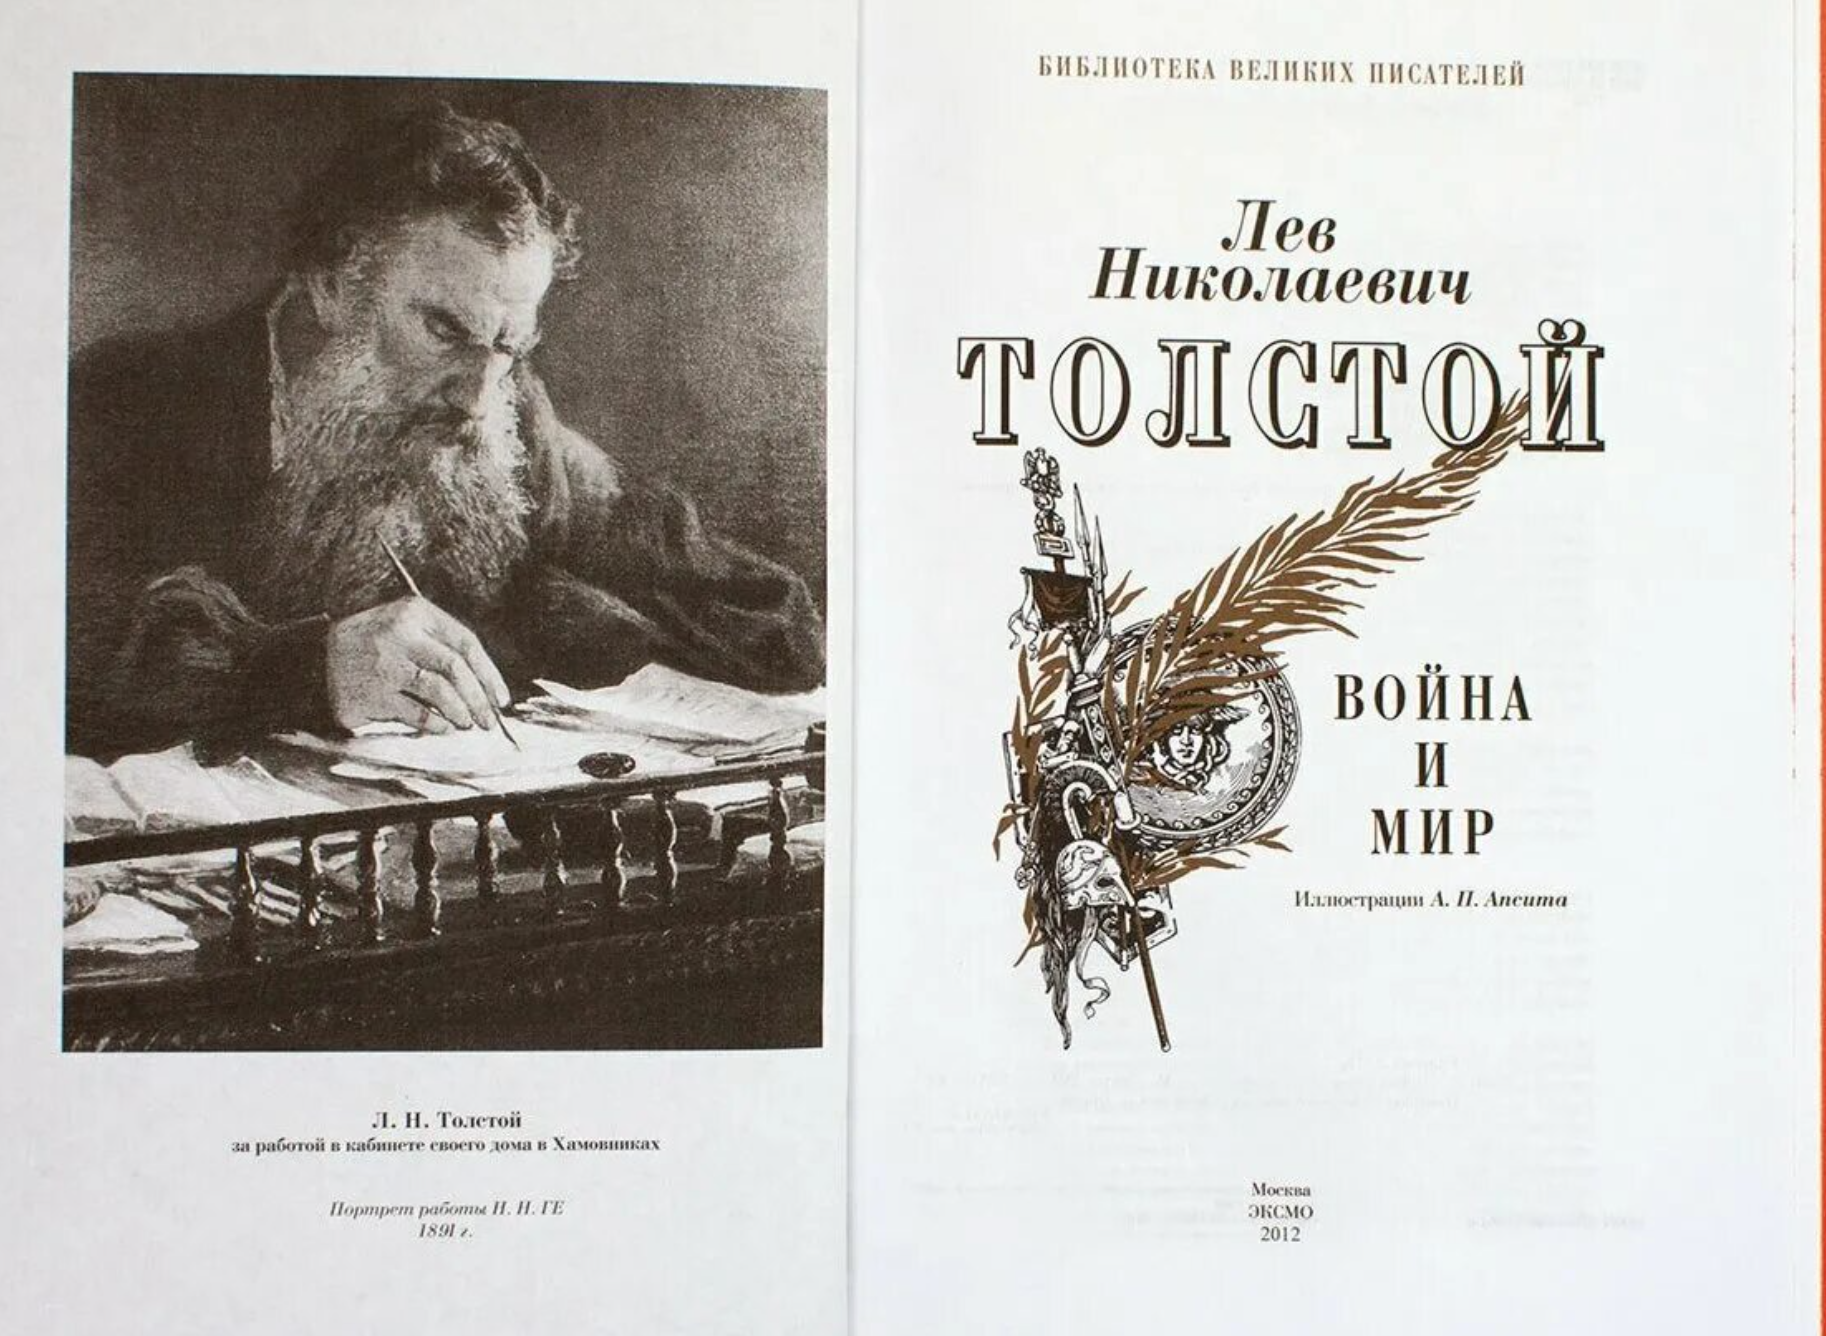 Л. Н. Толстой
за работой в кабинете своего дома в Хамовниках
Портрет работы Н. Н. ГЕ
1891 г.
БИБЛИОТЕКА ВЕЛИКИХ ПИСАТЕЛЕЙ
Лев
Николаевич
ТОЛСТОЙ
ВОЙНА
И
МИР
Иллюстрации А. П. Апсита
Москва
ЭКСМО
2012